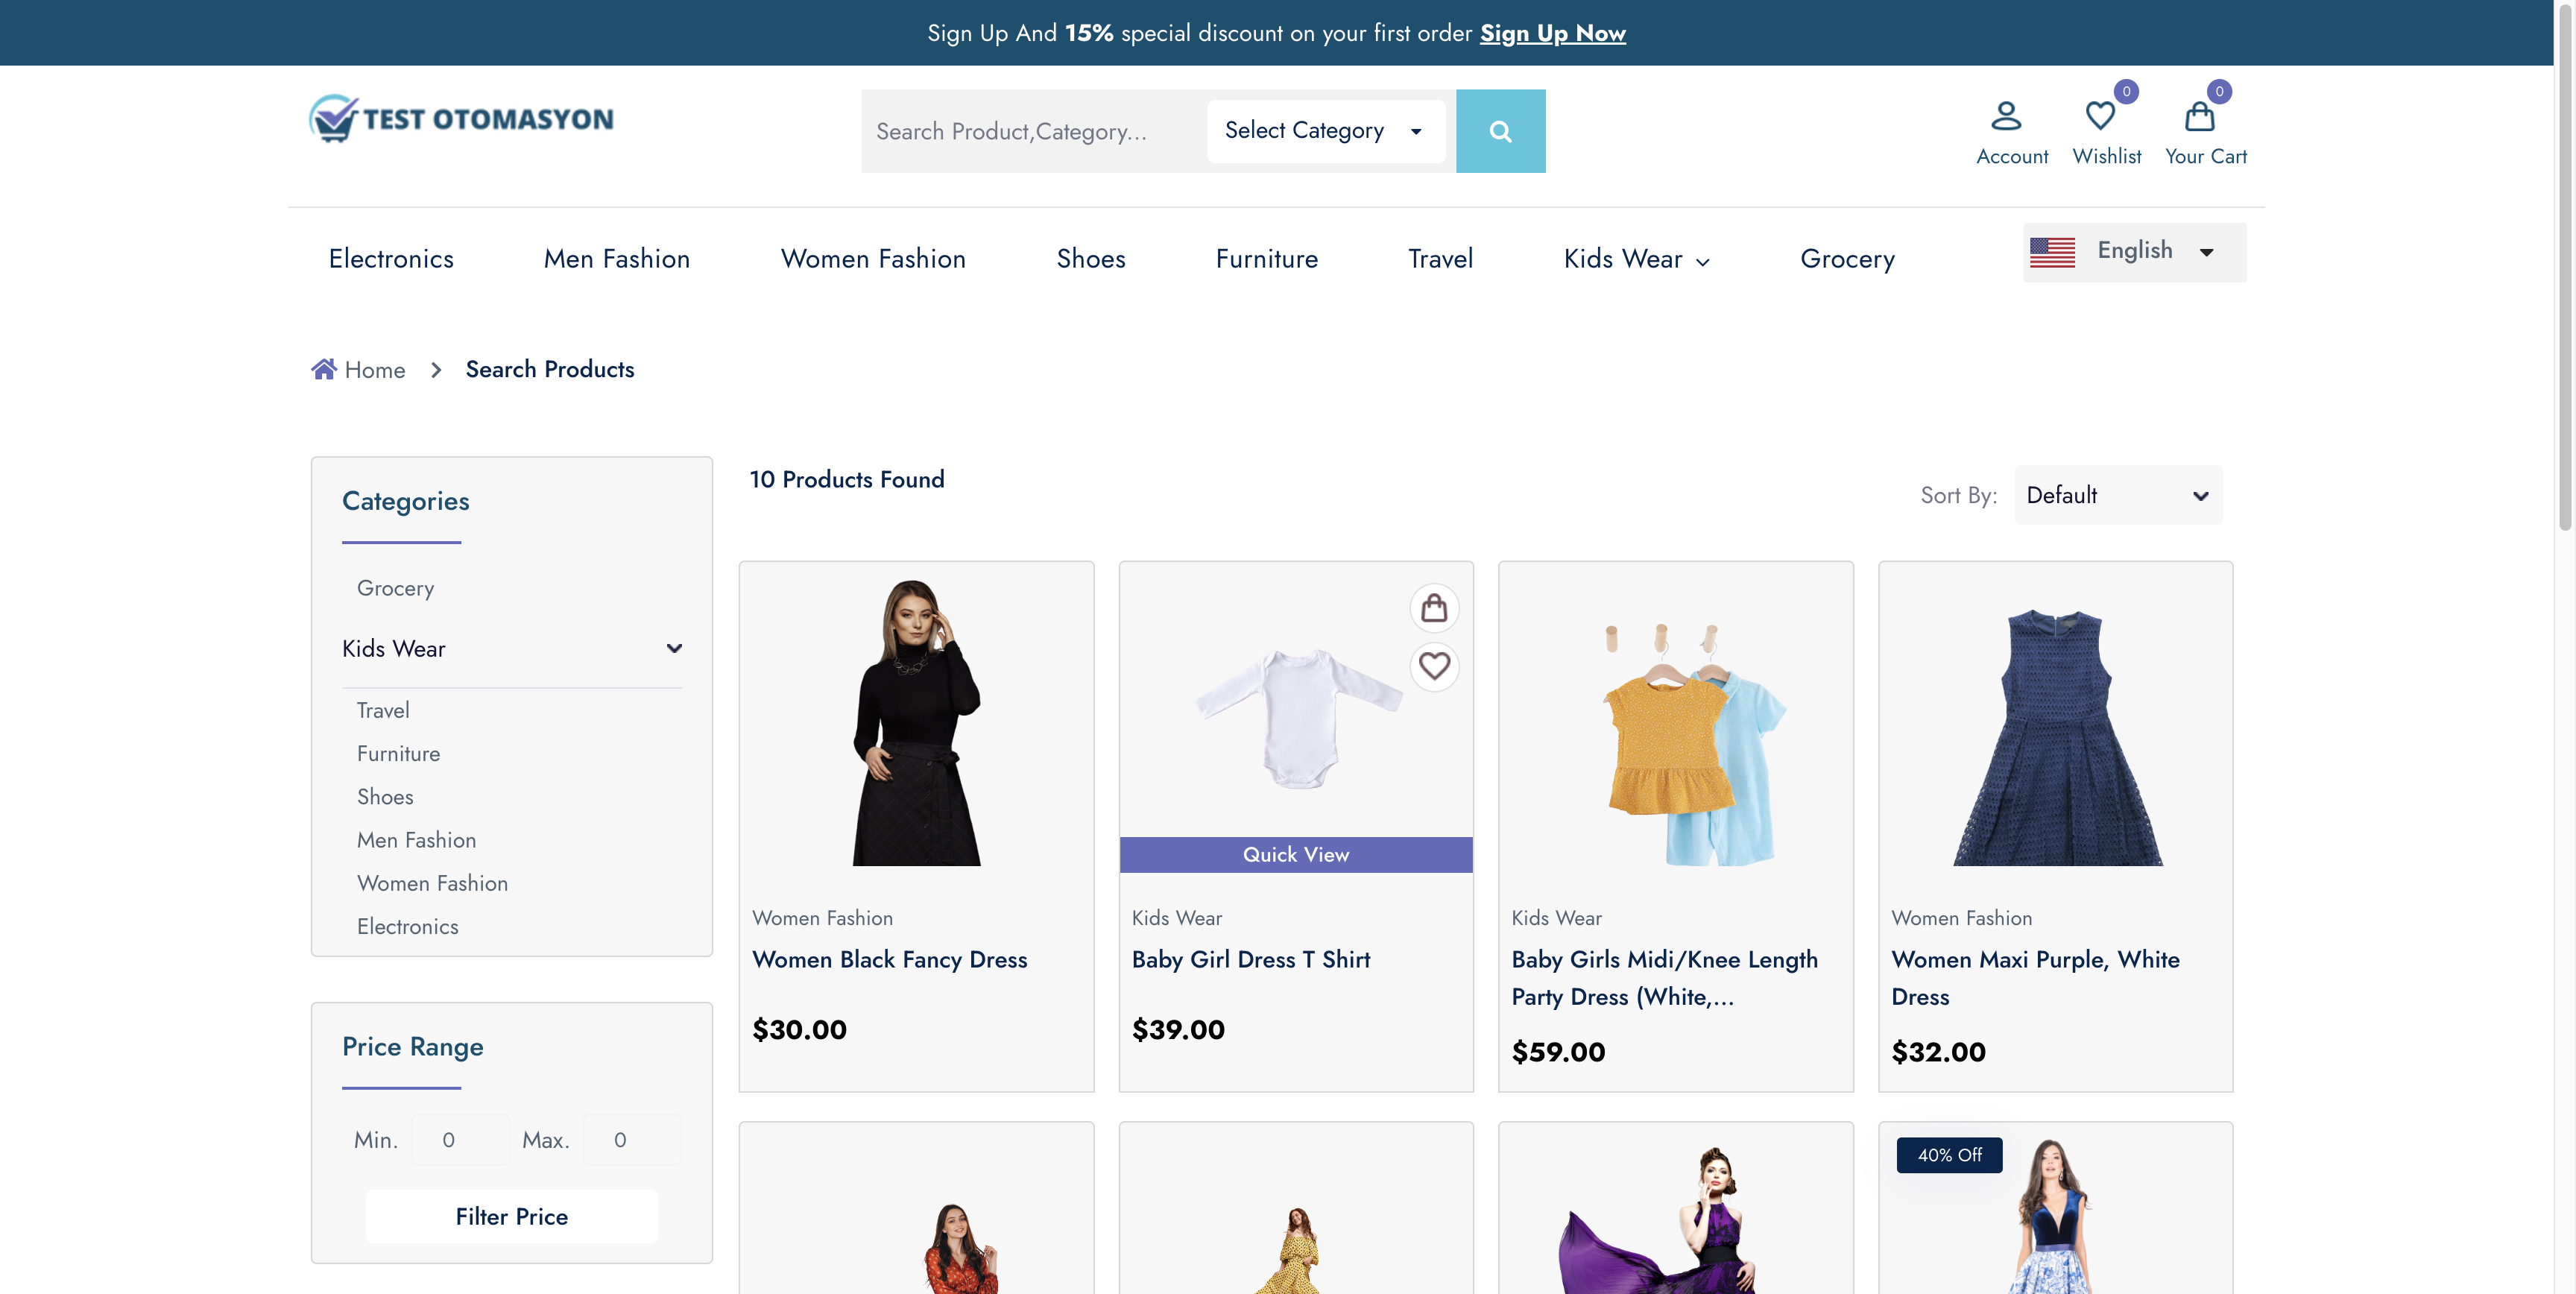 Sign Up And 15% special discount on your first order Sign Up Now
TEST OTOMASYON
Search Product,Category...
Select Category
0
0
Account
Wishlist
Your Cart
Electronics
Men Fashion
Women Fashion
Shoes
Furniture
Travel
Kids Wear
Grocery
English
Home
Search Products
Categories
Grocery
Kids Wear
Travel
Furniture
Shoes
Men Fashion
Women Fashion
Electronics
Price Range
Min. 0 Max. 0
Filter Price
10 Products Found
Sort By: Default
Women Fashion
Women Black Fancy Dress
$30.00
Quick View
Kids Wear
Baby Girl Dress T Shirt
$39.00
Kids Wear
Baby Girls Midi/Knee Length
Party Dress (White,...
$59.00
Women Fashion
Women Maxi Purple, White
Dress
$32.00
40% Off